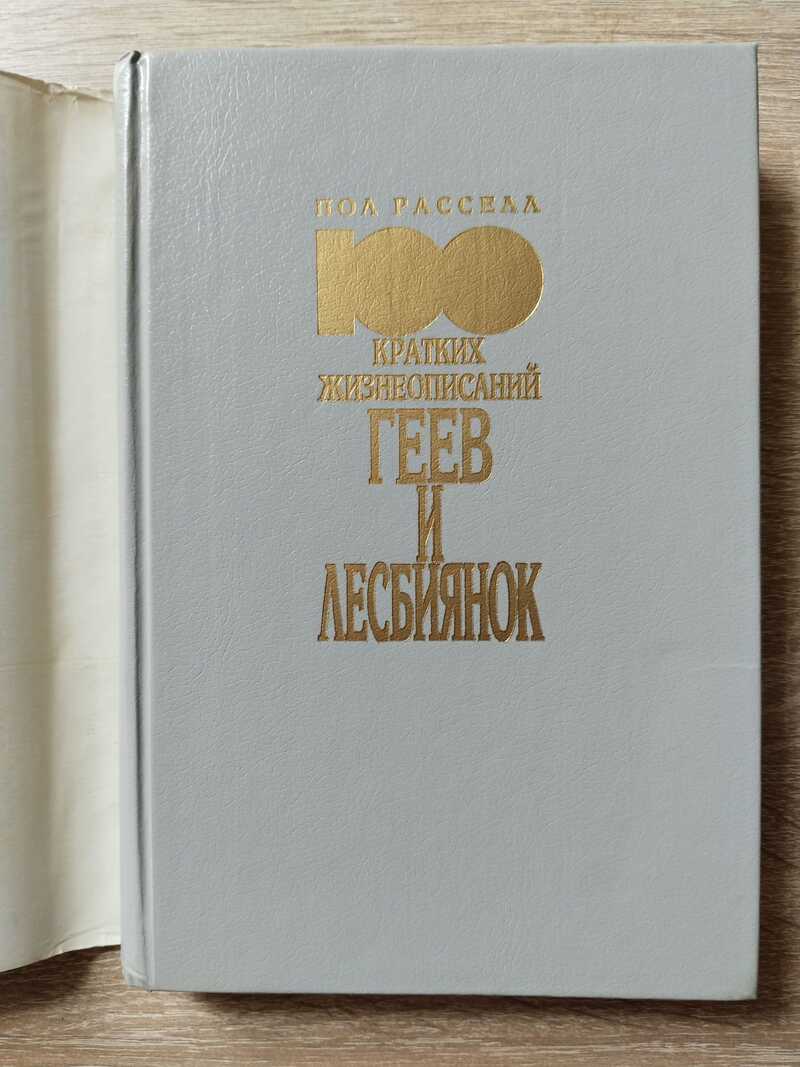 ПОЛ РАССЕЛЛ
100
КРАТКИХ
ЖИЗНЕОПИСАНИЙ
ГЕЕВ
И
ЛЕСБИЯНОК